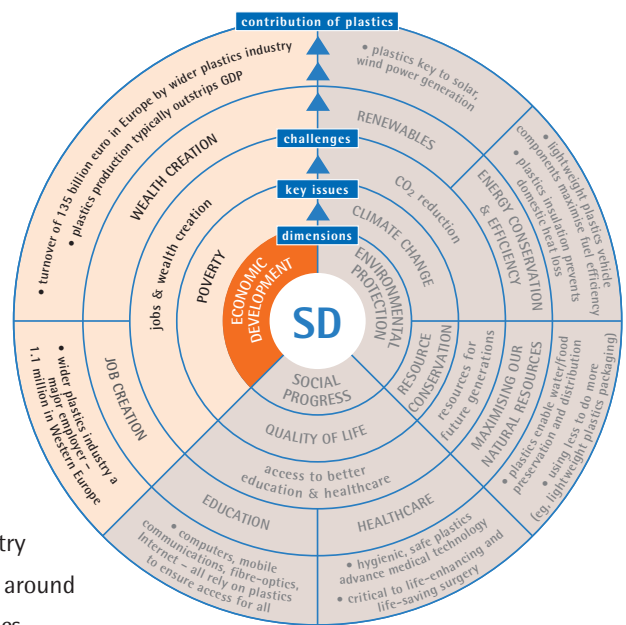 contribution of plastics
• turnover of 135 billion euro in Europe by wider plastics industry
• plastics production typically outstrips GDP
• plastics key to solar,
wind power generation
WEALTH CREATION
RENEWABLES
challenges
• lightweight plastics vehicle
components maximise fuel efficiency
• plastics insulation prevents
domestic heat loss
ENERGY CONSERVATION
& EFFICIENCY
jobs & wealth creation
CO2 reduction
key issues
POVERTY
CLIMATE CHANGE
dimensions
ECONOMIC
DEVELOPMENT
ENVIRONMENTAL
PROTECTION
SD
SOCIAL
PROGRESS
RESOURCE
CONSERVATION
resources for
future generations
MAXIMISING OUR
NATURAL RESOURCES
• plastics enable water/food
preservation and distribution
• using less to do more
(eg, lightweight plastics packaging)
JOB CREATION
• wider plastics industry a
major employer –
1.1 million in Western Europe
QUALITY OF LIFE
access to better
education & healthcare
EDUCATION
HEALTHCARE
• computers, mobile
communications, fibre-optics,
Internet – all rely on plastics
to ensure access for all
• hygienic, safe plastics
advance medical technology
• critical to life-enhancing and
life-saving surgery
try
around